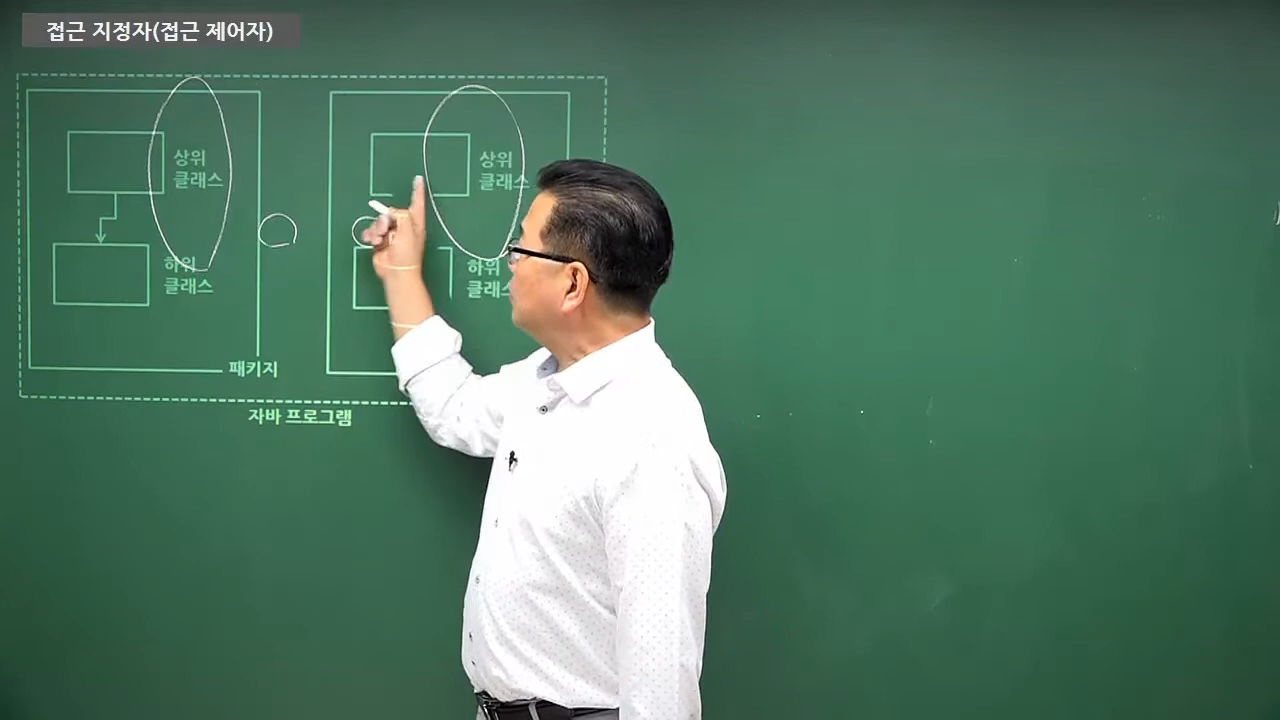 접근 지정자(접근 제어자)
상위
클래스
하위
클래스
패키지
상위
클래스
하위
클래스
자바 프로그램